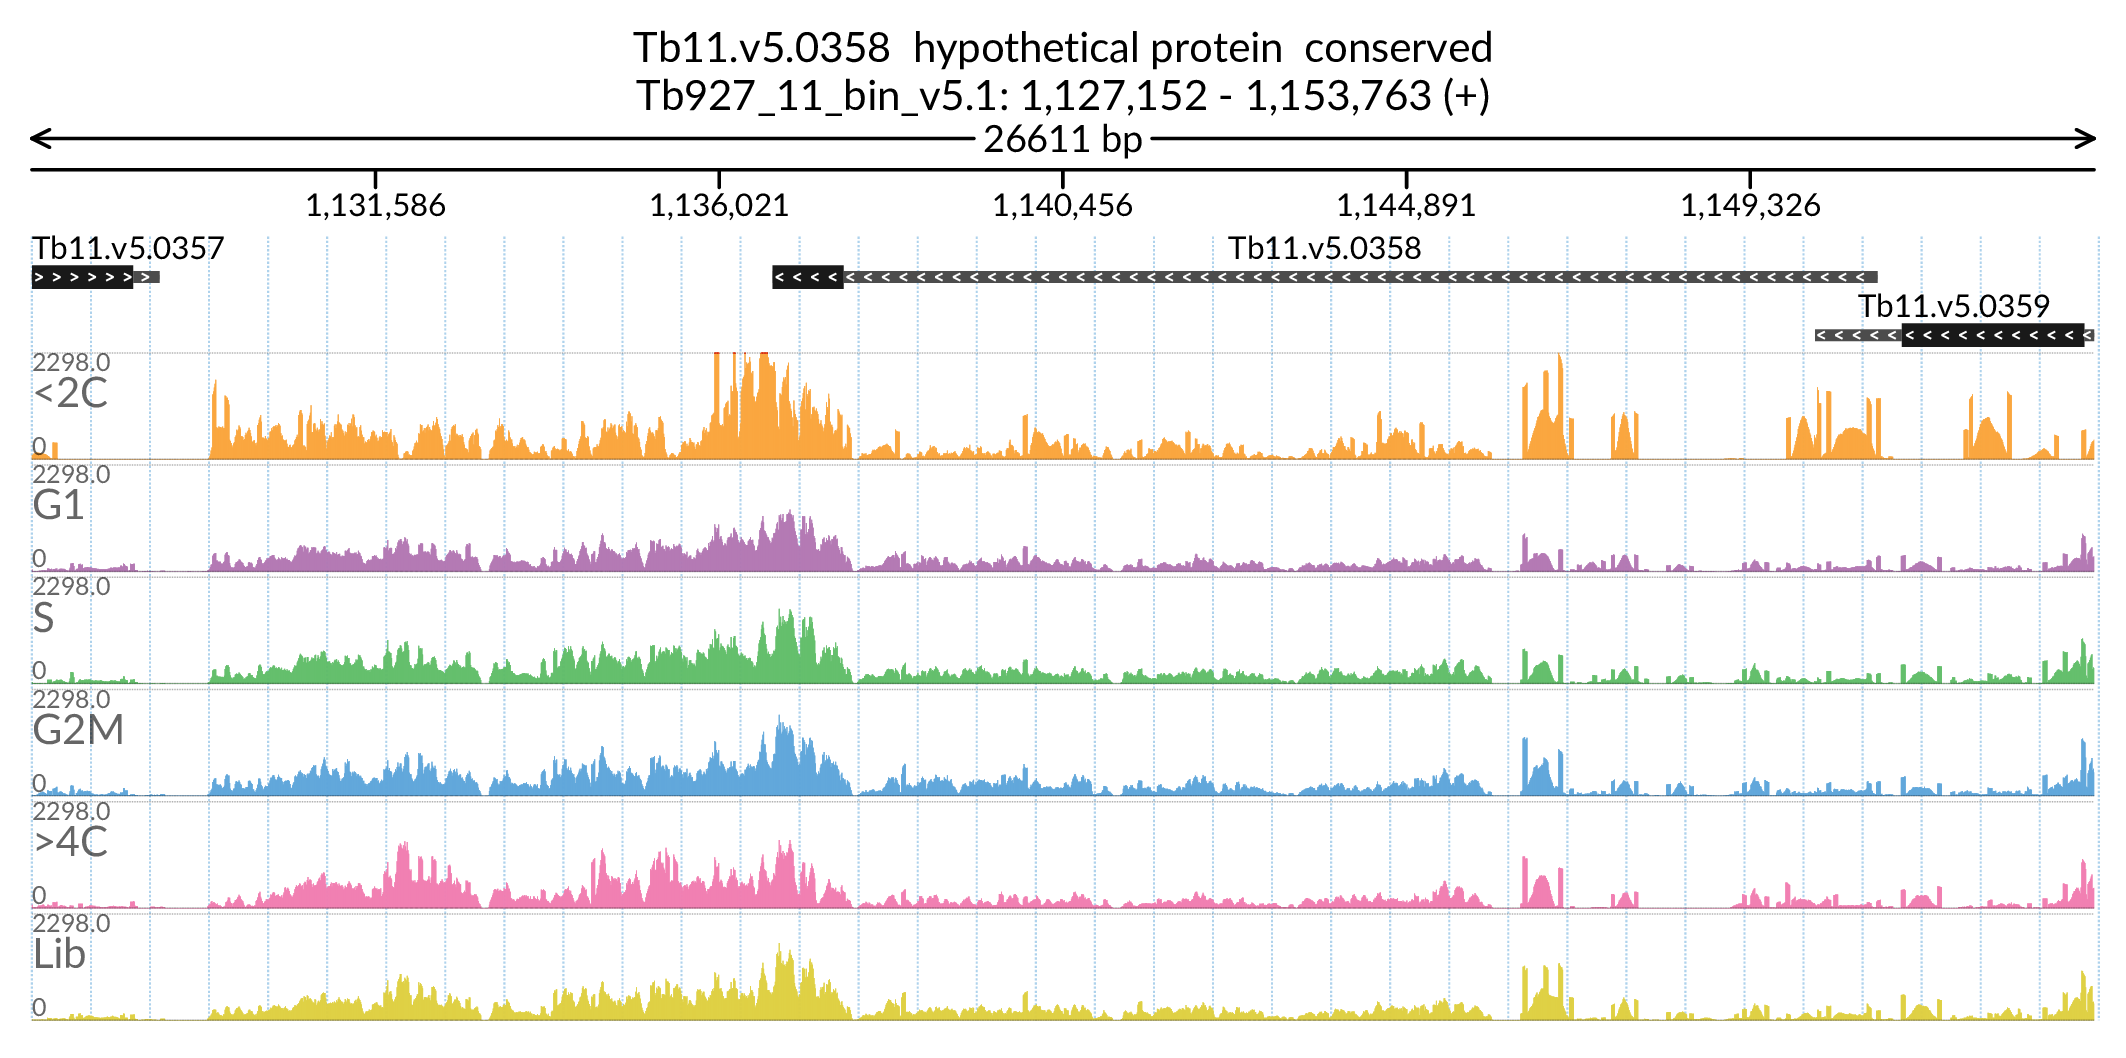 Tb11.v5.0358 hypothetical protein conserved
Tb927_11_bin_v5.1: 1,127,152 - 1,153,763 (+)
26611 bp
1,131,586 1,136,021 1,140,456 1,144,891 1,149,326
Tb11.v5.0357 Tb11.v5.0358
Tb11.v5.0359
2298.0
<2C
0
2298.0
G1
0
2298.0
S
0
2298.0
G2M
0
2298.0
>4C
0
2298.0
Lib
0